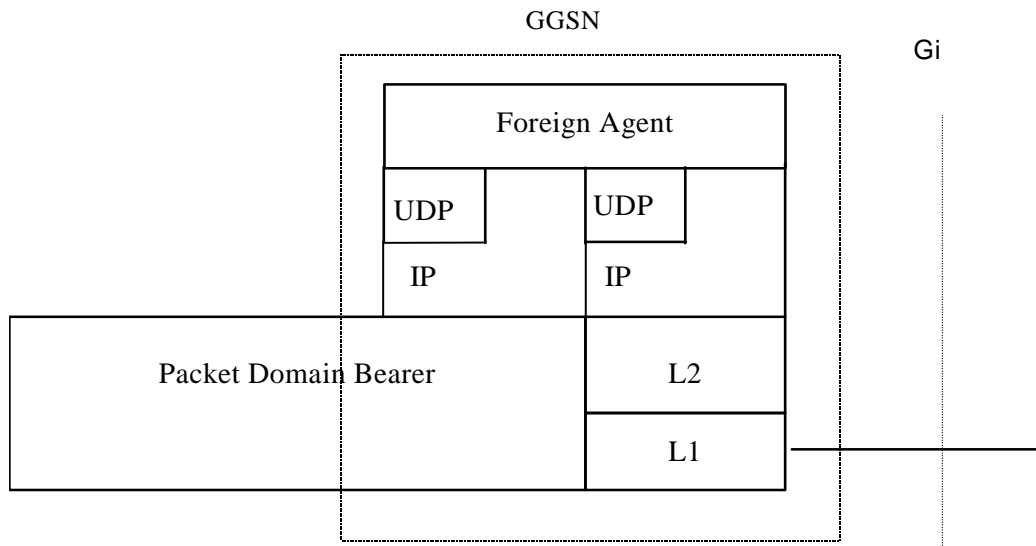 GGSN
Gi
Foreign Agent
UDP
UDP
IP
IP
Packet Domain Bearer
L2
L1